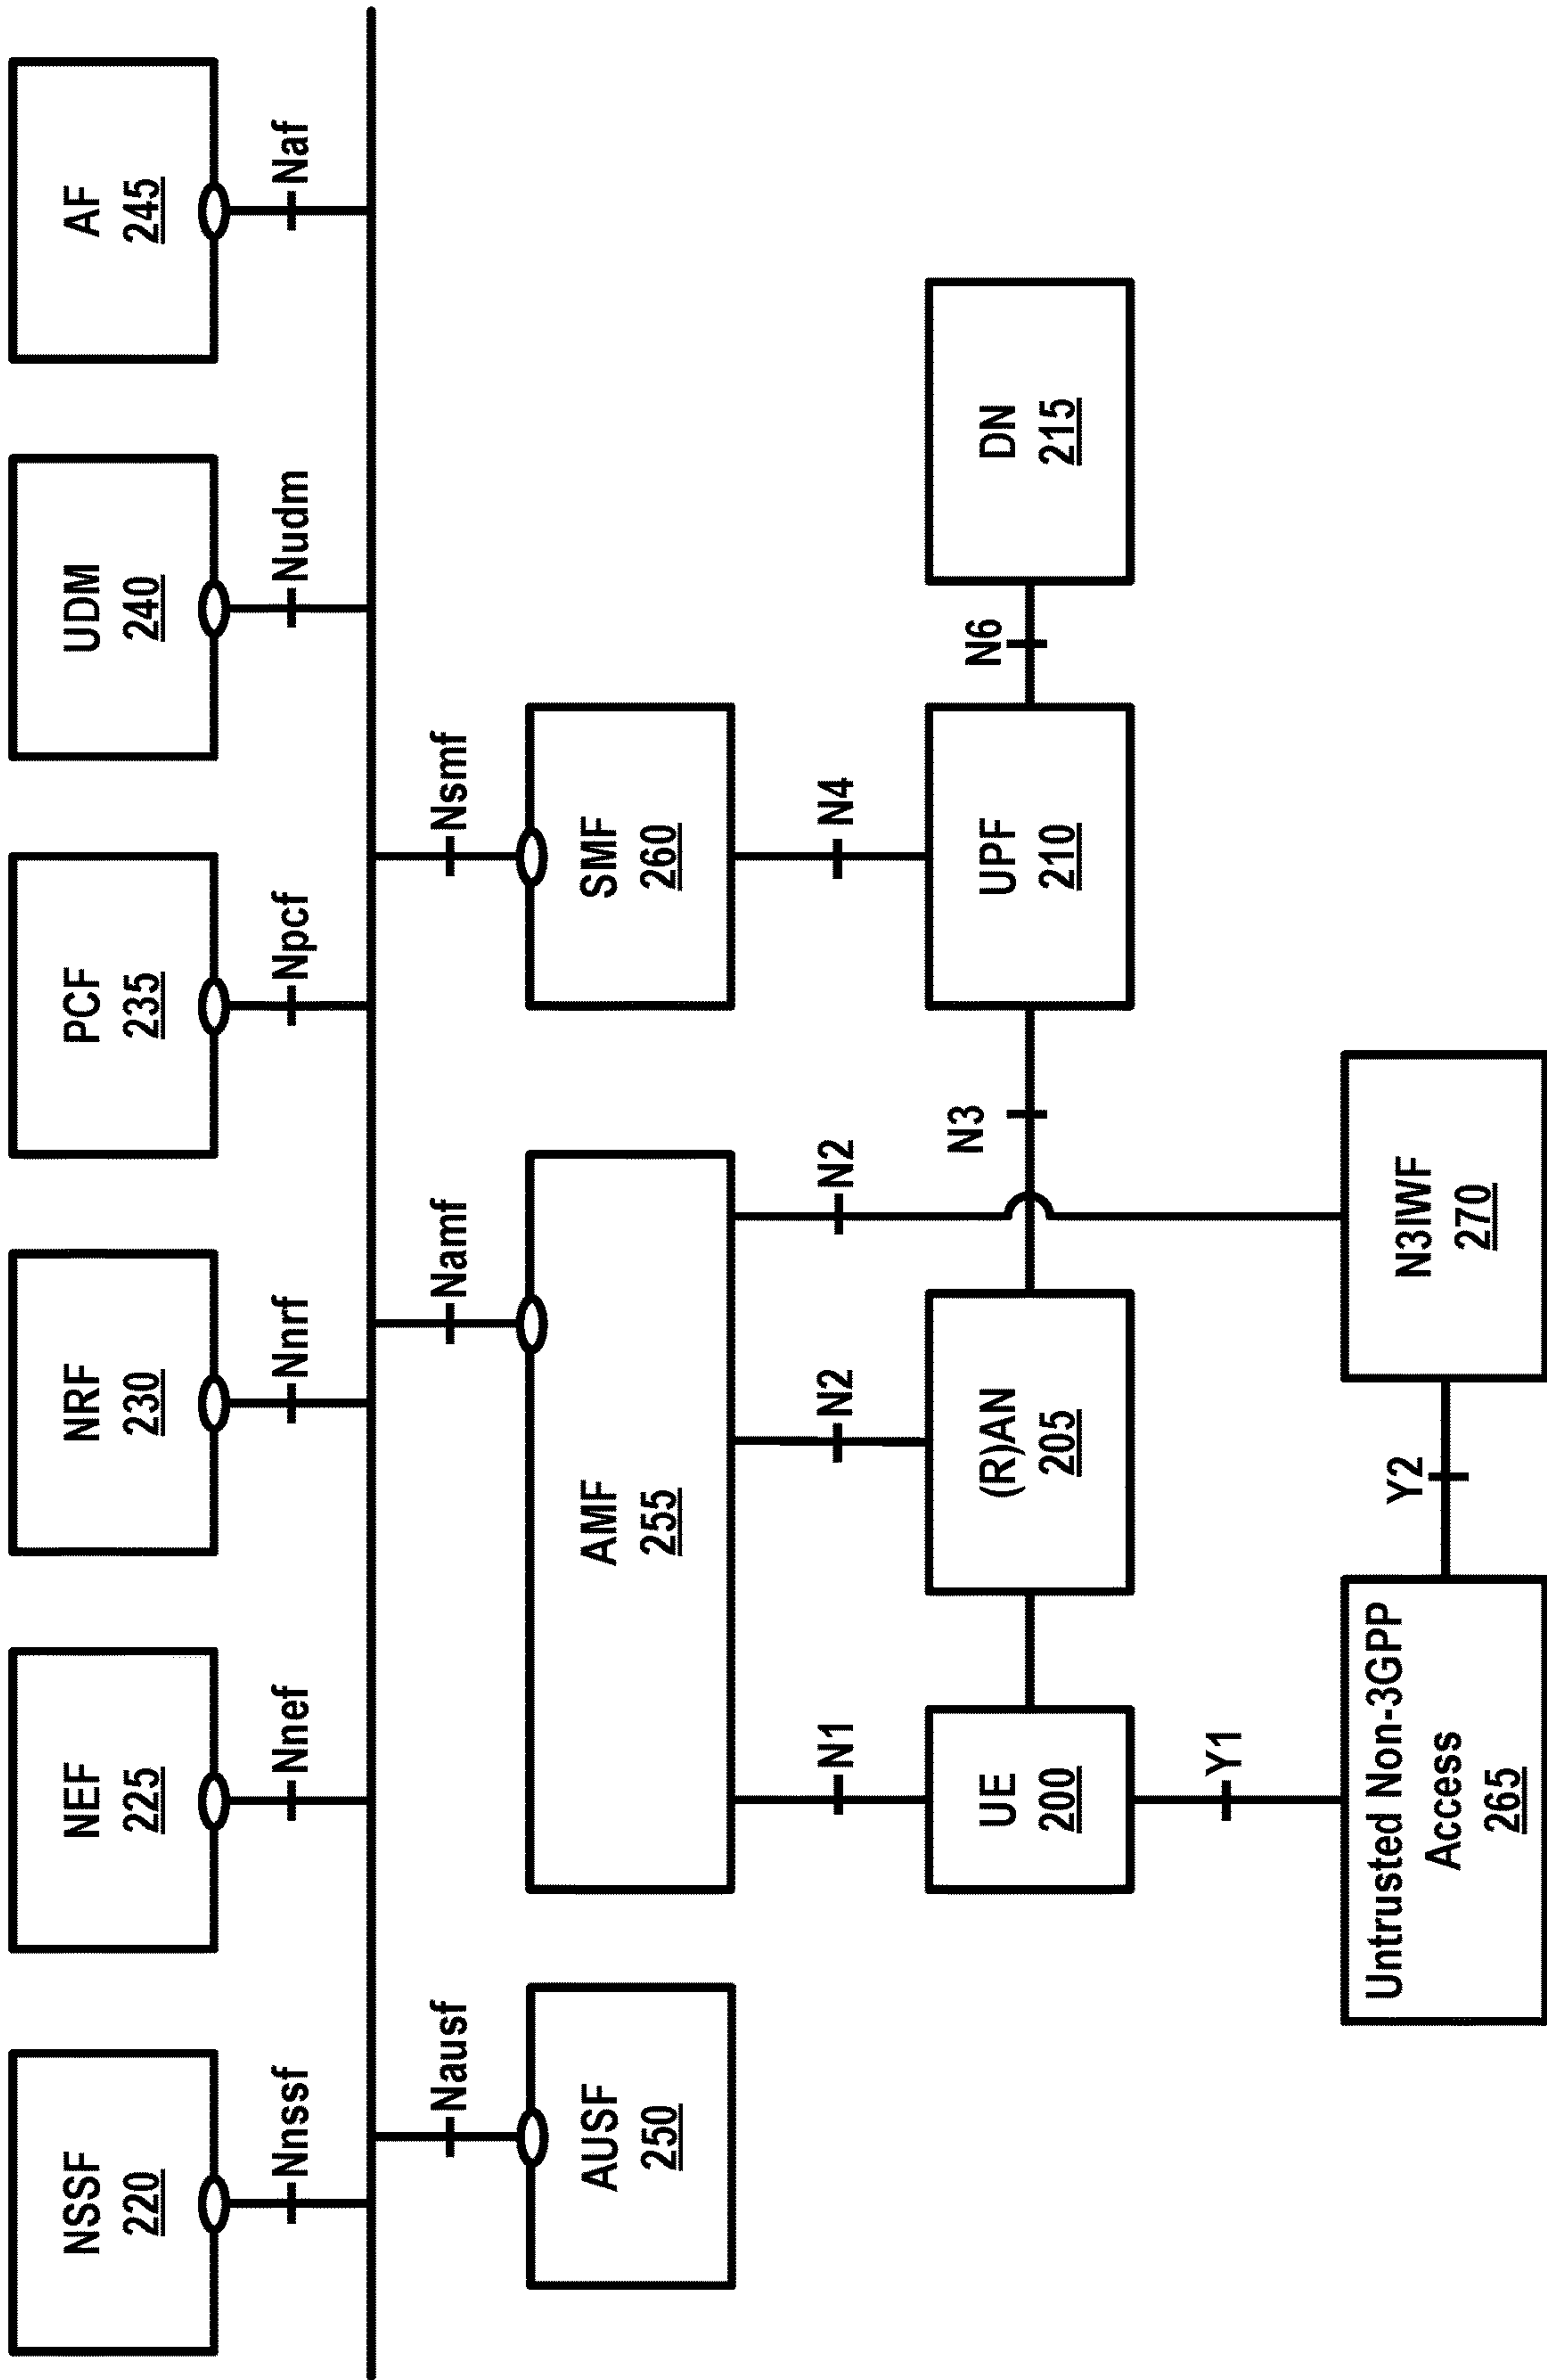 NSSF
220
NEF
225
NRF
230
PCF
235
UDM
240
AF
245
Nnssf
Nnef
Nnrf
Npcf
Nudm
Naf
Nausf
Namf
Nsmf
AUSF
250
AMF
255
SMF
260
N1
N2
N2
N4
UE
200
(R)AN
205
N3
UPF
210
N6
DN
215
Y1
Untrusted Non-3GPP
Access
265
Y2
N3IWF
270